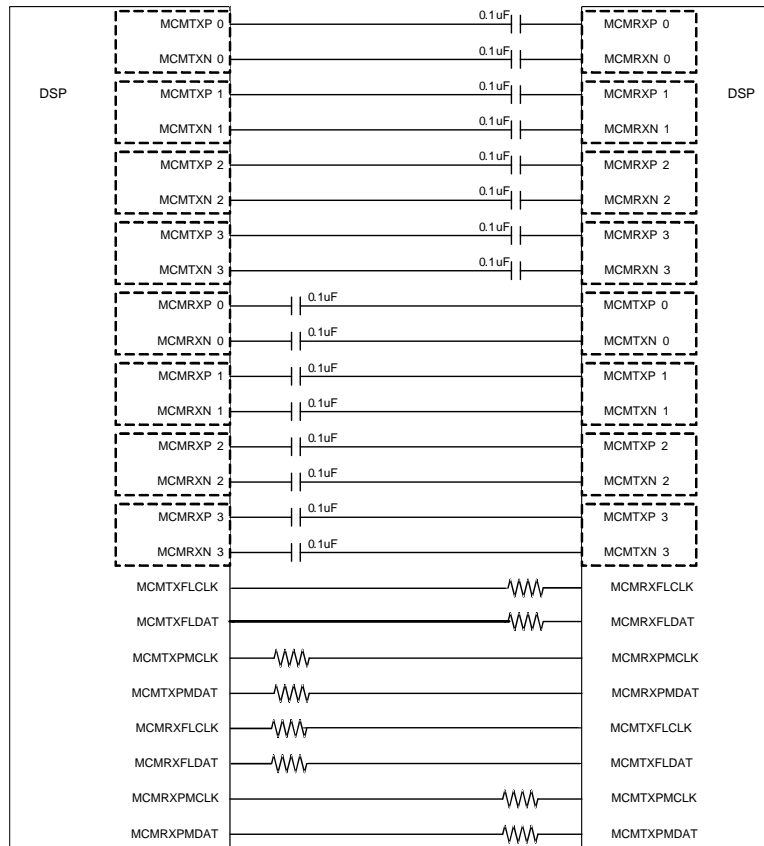 MCMTXP 0 0.1uF MCMRXP 0
MCMTXN 0 0.1uF MCMRXN 0
DSP MCMTXP 1 0.1uF MCMRXP 1 DSP
MCMTXN 1 0.1uF MCMRXN 1
MCMTXP 2 0.1uF MCMRXP 2
MCMTXN 2 0.1uF MCMRXN 2
MCMTXP 3 0.1uF MCMRXP 3
MCMTXN 3 0.1uF MCMRXN 3
MCMRXP 0 0.1uF MCMTXP 0
MCMRXN 0 0.1uF MCMTXN 0
MCMRXP 1 0.1uF MCMTXP 1
MCMRXN 1 0.1uF MCMTXN 1
MCMRXP 2 0.1uF MCMTXP 2
MCMRXN 2 0.1uF MCMTXN 2
MCMRXP 3 0.1uF MCMTXP 3
MCMRXN 3 0.1uF MCMTXN 3
MCMTXFLCLK MCMRXFLCLK
MCMTXFLDAT MCMRXFLDAT
MCMTXPMCLK MCMRXPMCLK
MCMTXPMDAT MCMRXPMDAT
MCMRXFLCLK MCMTXFLCLK
MCMRXFLDAT MCMTXFLDAT
MCMRXPMCLK MCMTXPMCLK
MCMRXPMDAT MCMTXPMDAT